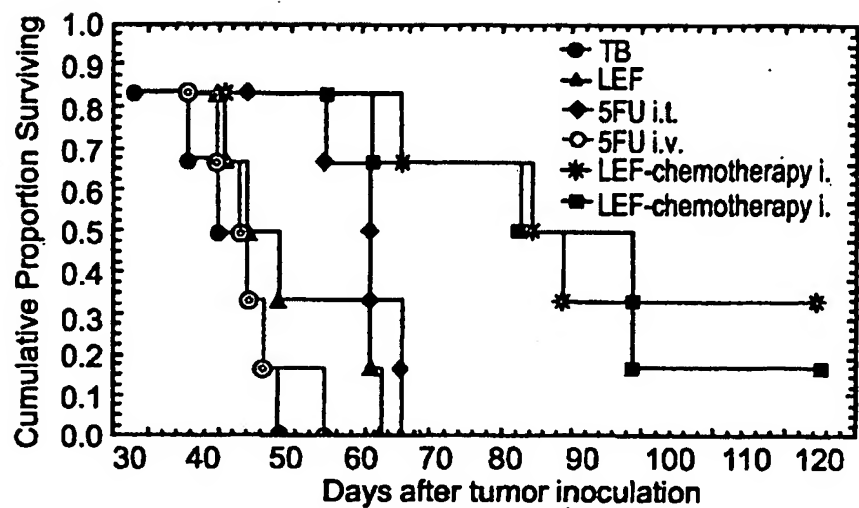 Cumulative Proportion Surviving
1.0
0.9
0.8
0.7
0.6
0.5
0.4
0.3
0.2
0.1
0.0
TB
LEF
5FU i.t.
5FU i.v.
LEF-chemotherapy i.
LEF-chemotherapy i.
30 40 50 60 70 80 90 100 110 120
Days after tumor inoculation